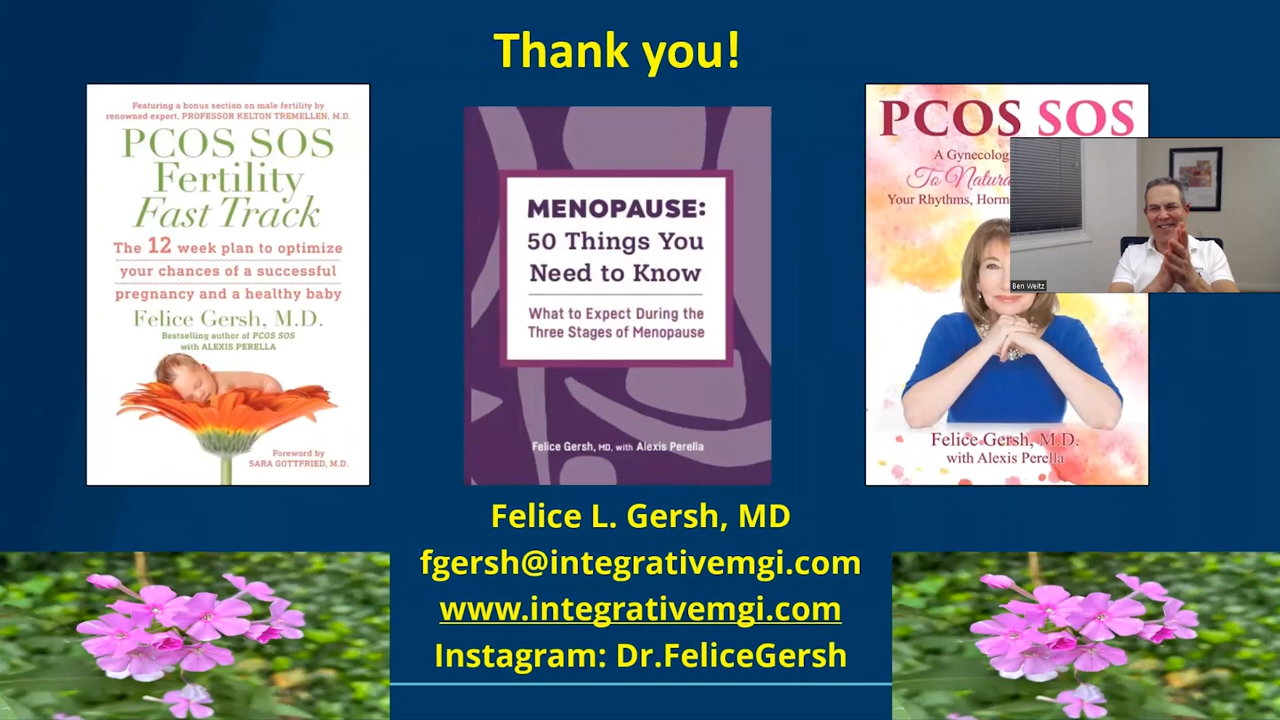 Thank you!
Featuring a bonus section on male fertility by
renowned expert, PROFESSOR KELTON TREMELLEN, M.D.
PCOS SOS
Fertility
Fast Track
The 12 week plan to optimize
your chances of a successful
pregnancy and a healthy baby
Felice Gersh, M.D.
Bestselling author of PCOS SOS
with ALEXIS PERELLA
Foreword by
SARA GOTTFRIED, M.D.
MENOPAUSE:
50 Things You
Need to Know
What to Expect During the
Three Stages of Menopause
Felice Gersh, MD, with Alexis Perella
PCOS SOS
A
To
Your Rhythms,
Felice Gersh, M.D.
with Alexis Perella
Ben Weitz
Felice L. Gersh, MD
fgersh@integrativemgi.com
www.integrativemgi.com
Instagram: Dr.FeliceGersh